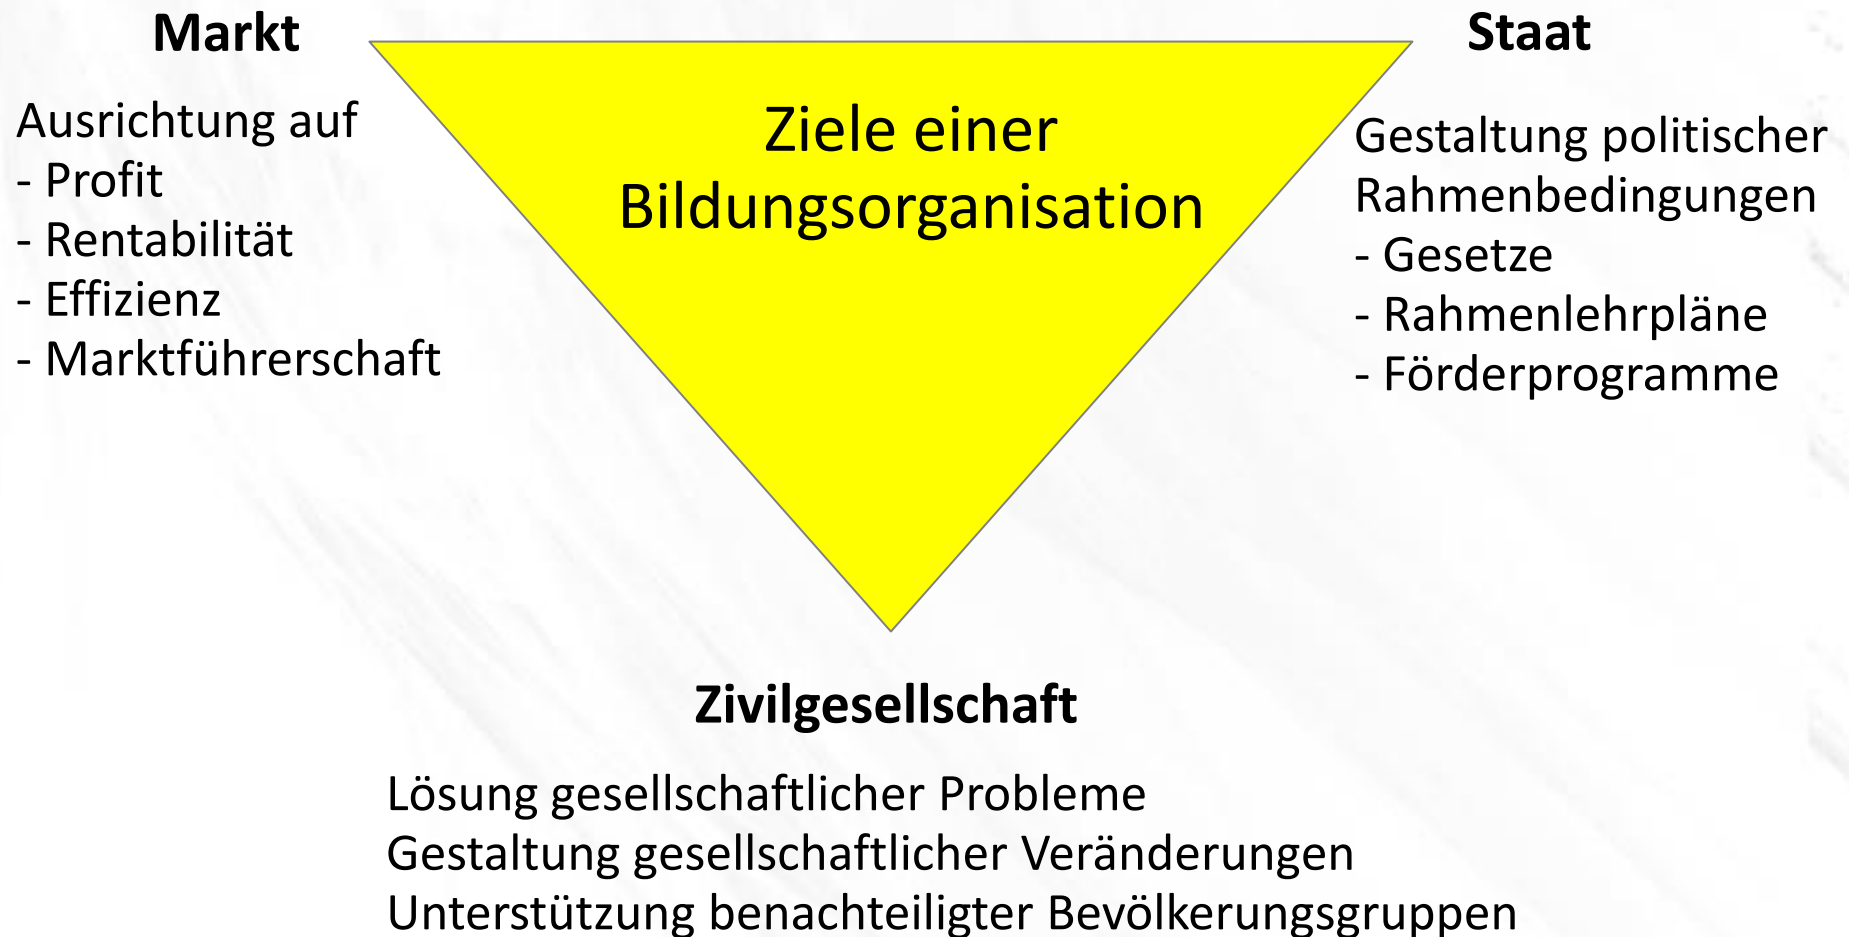 Markt
Ausrichtung auf
- Profit
- Rentabilität
- Effizienz
- Marktführerschaft
Ziele einer
Bildungsorganisation
Staat
Gestaltung politischer
Rahmenbedingungen
- Gesetze
- Rahmenlehrpläne
- Förderprogramme
Zivilgesellschaft
Lösung gesellschaftlicher Probleme
Gestaltung gesellschaftlicher Veränderungen
Unterstützung benachteiligter Bevölkerungsgruppen